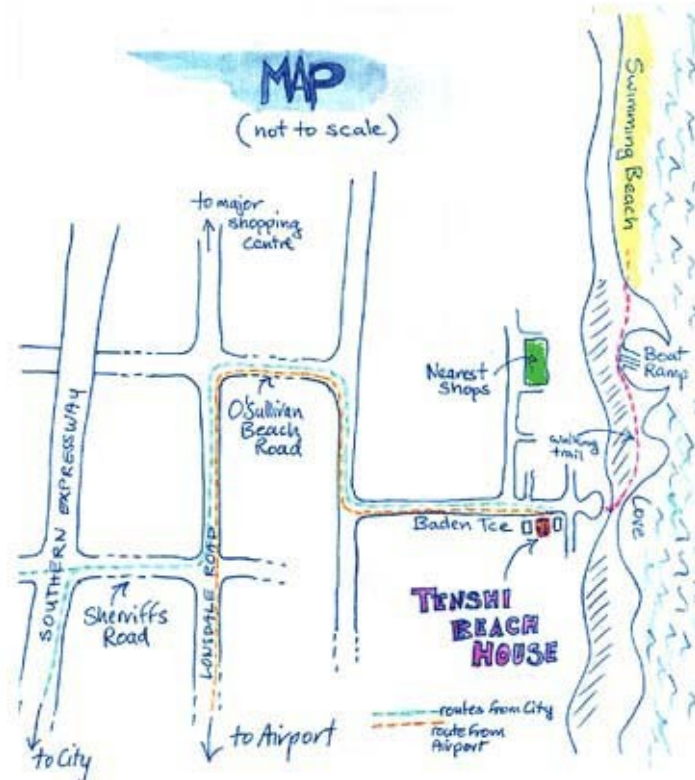 MAP
(not to scale)
to major
shopping
centre
Swimming Beach
Nearest
Shops
Boat
Ramp
O'Sullivan
Beach
Road
walking
trail
SOUTHERN EXPRESSWAY
LONSDALE ROAD
Baden Tce
Cove
Sherriffs
Road
TENSHI
BEACH
HOUSE
to City
to Airport
routes from City
route from
Airport